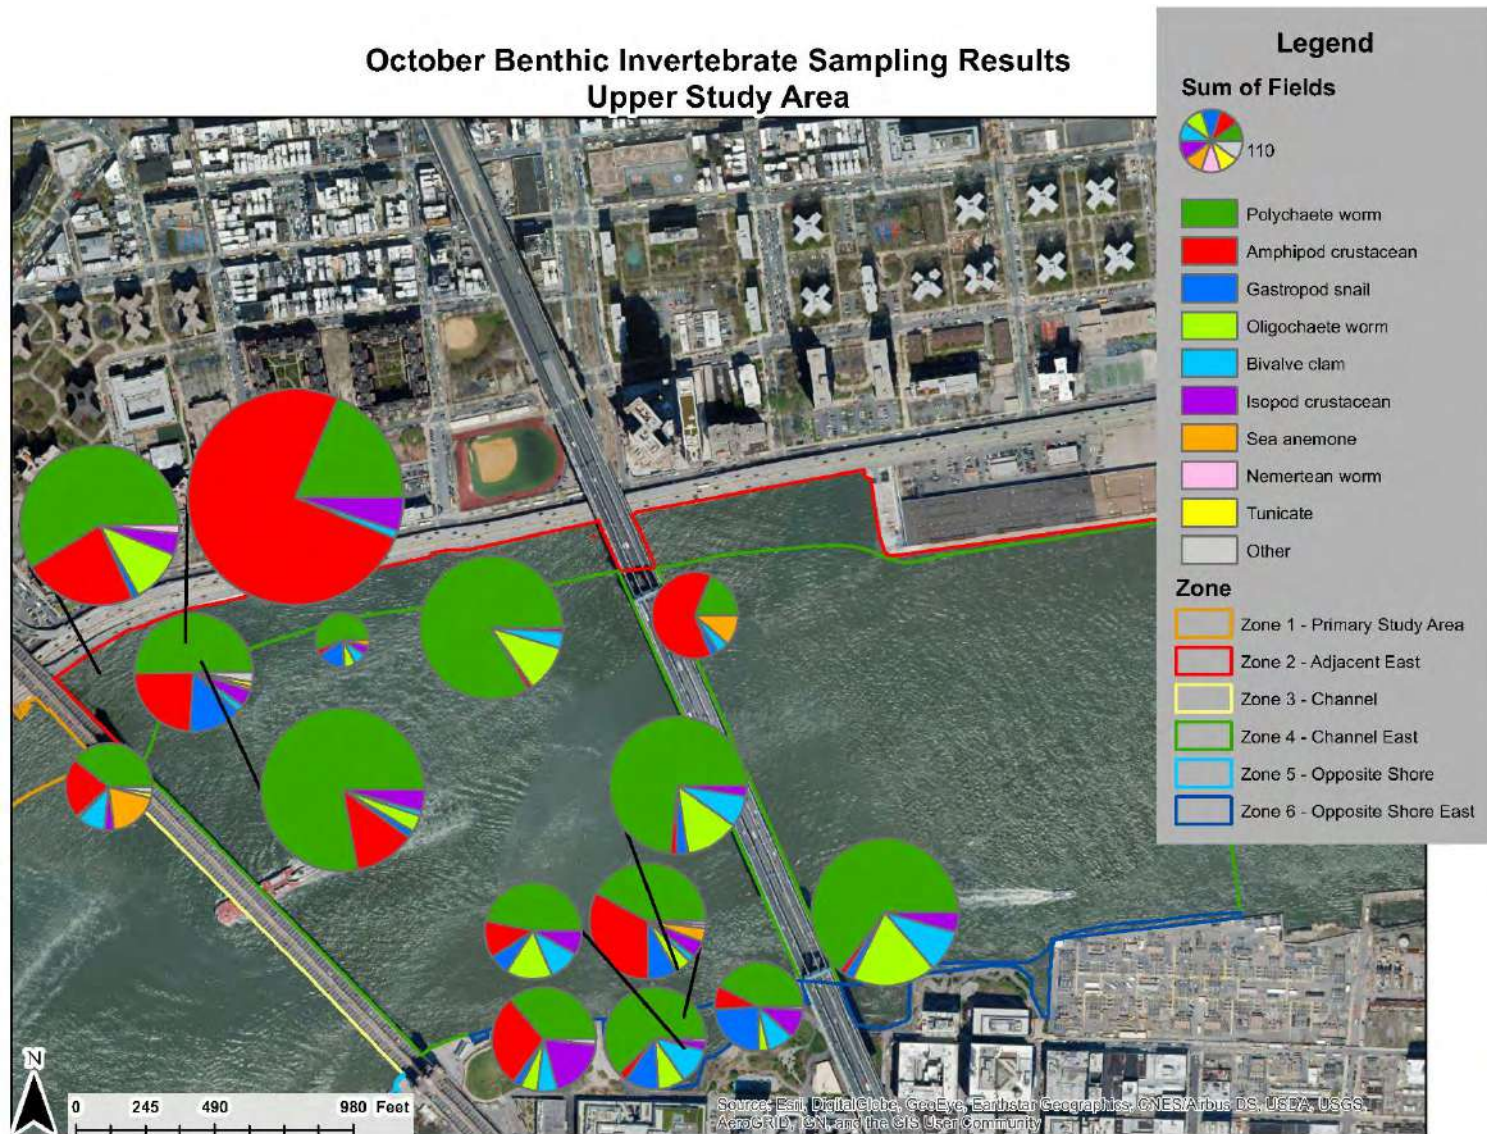 October Benthic Invertebrate Sampling Results
Upper Study Area
Legend
Sum of Fields
110
Polychaete worm
Amphipod crustacean
Gastropod snail
Oligochaete worm
Bivalve clam
Isopod crustacean
Sea anemone
Nemertean worm
Tunicate
Other
Zone
Zone 1 - Primary Study Area
Zone 2 - Adjacent East
Zone 3 - Channel
Zone 4 - Channel East
Zone 5 - Opposite Shore
Zone 6 - Opposite Shore East
N
0 245 490 980 Feet
Source: Esri, DigitalGlobe, GeoEye, Earthstar Geographics, CNES/Airbus DS, USDA, USGS,
AeroGRID, IGN, and the GIS User Community